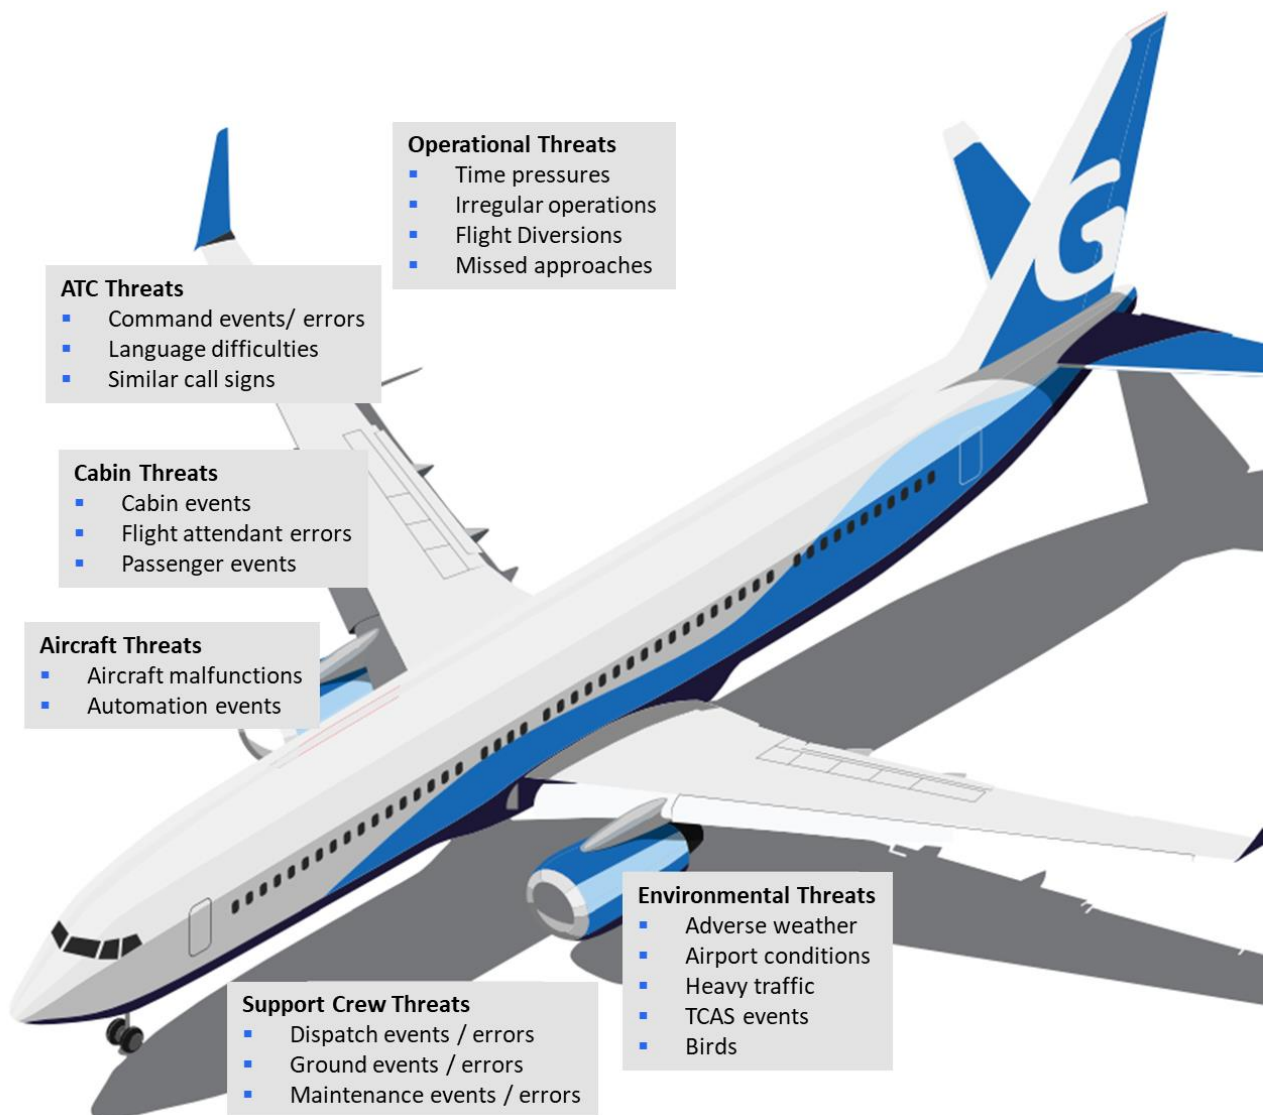 Operational Threats
▪ Time pressures
▪ Irregular operations
▪ Flight Diversions
▪ Missed approaches
G
ATC Threats
▪ Command events/ errors
▪ Language difficulties
▪ Similar call signs
Cabin Threats
▪ Cabin events
▪ Flight attendant errors
▪ Passenger events
Aircraft Threats
▪ Aircraft malfunctions
▪ Automation events
Environmental Threats
▪ Adverse weather
▪ Airport conditions
▪ Heavy traffic
▪ TCAS events
▪ Birds
Support Crew Threats
▪ Dispatch events / errors
▪ Ground events / errors
▪ Maintenance events / errors